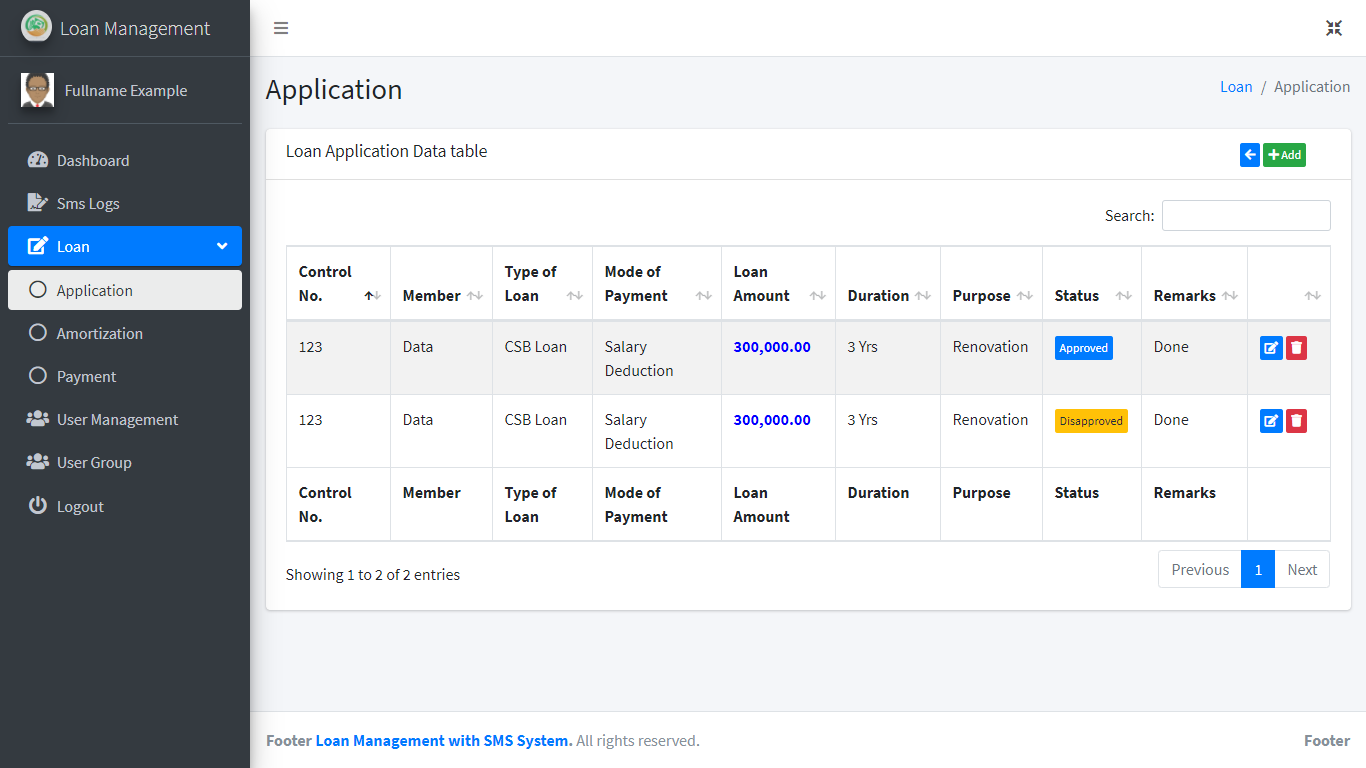 Loan Management
Fullname Example
Dashboard
Sms Logs
Loan
Application
Amortization
Payment
User Management
User Group
Logout
Application
Loan / Application
Loan Application Data table
Add
Search:
Control No. Member Type of Loan Mode of Payment Loan Amount Duration Purpose Status Remarks
123 Data CSB Loan Salary Deduction 300,000.00 3 Yrs Renovation Approved Done
123 Data CSB Loan Salary Deduction 300,000.00 3 Yrs Renovation Disapproved Done
Control No. Member Type of Loan Mode of Payment Loan Amount Duration Purpose Status Remarks
Showing 1 to 2 of 2 entries
Previous 1 Next
Footer Loan Management with SMS System. All rights reserved.
Footer